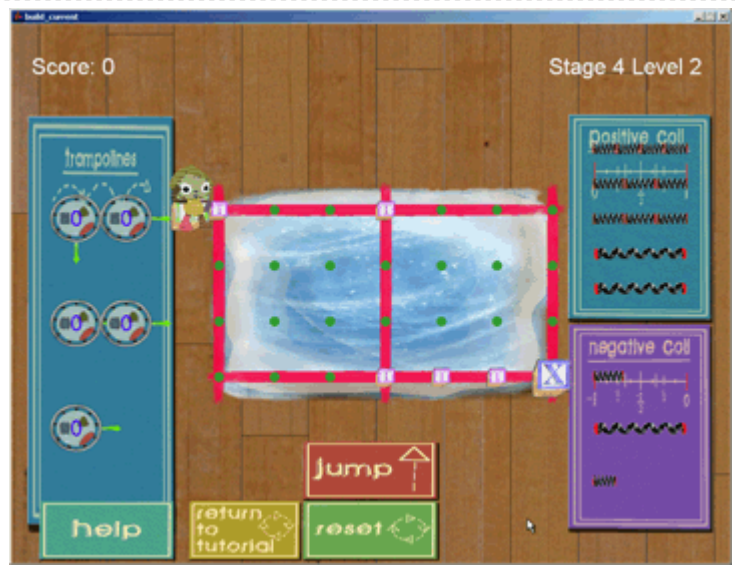 build_current
Score: 0
Stage 4 Level 2
trampolines
0 0
0 0
0
positive coil
negative coil
X
jump
help
return
to
tutorial
reset